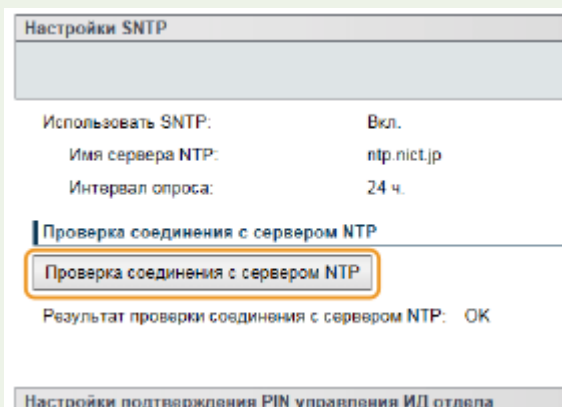 Настройки SNTP
Использовать SNTP: Вкл.
Имя сервера NTP: ntp.nict.jp
Интервал опроса: 24 ч.
Проверка соединения с сервером NTP
Проверка соединения с сервером NTP
Результат проверки соединения с сервером NTP: OK
Настройки подтверждения PIN управления ИД отдела